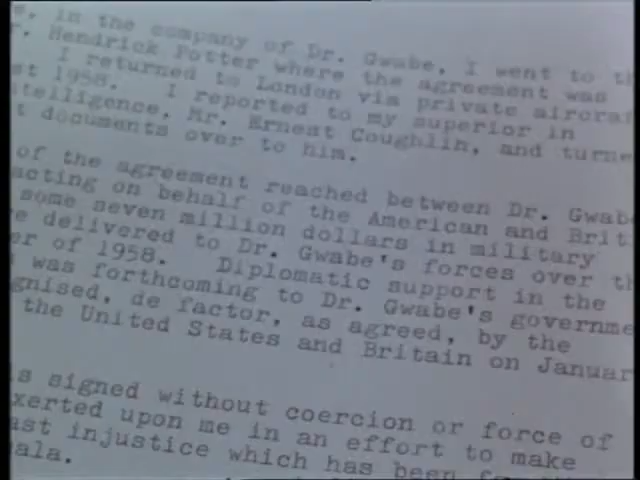 in the company of Dr. Gwabe, I went to
Hendrick Potter where the agreement was
I returned to London via private aircraf
st 1958. I reported to my superior in
telligence, Mr. Ernest Coughlin, and turne
t documents over to him.
of the agreement reached between Dr. Gwab
acting on behalf of the American and Brit
some seven million dollars in military
e delivered to Dr. Gwabe's forces over th
er of 1958. Diplomatic support in the
was forthcoming to Dr. Gwabe's governme
gnised, de factor, as agreed, by the
the United States and Britain on Januar
s signed without coercion or force of
xerted upon me in an effort to make
ast injustice which has been
ala.